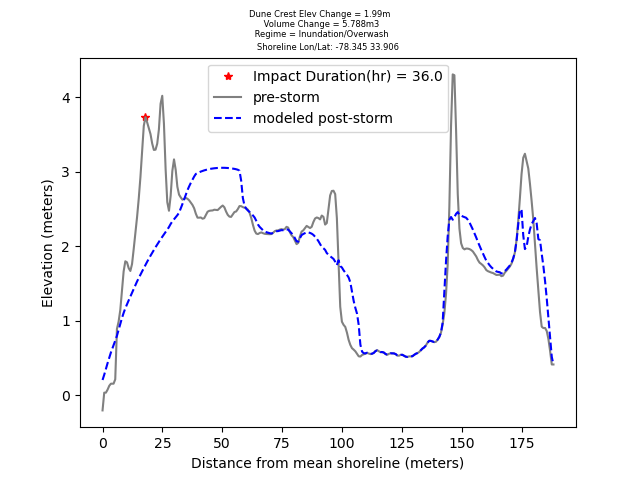 Dune Crest Elev Change = 1.99m
Volume Change = 5.788m3
Regime = Inundation/Overwash
Shoreline Lon/Lat: -78.345 33.906
Impact Duration(hr) = 36.0
pre-storm
modeled post-storm
Elevation (meters)
4
3
2
1
0
0 25 50 75 100 125 150 175
Distance from mean shoreline (meters)